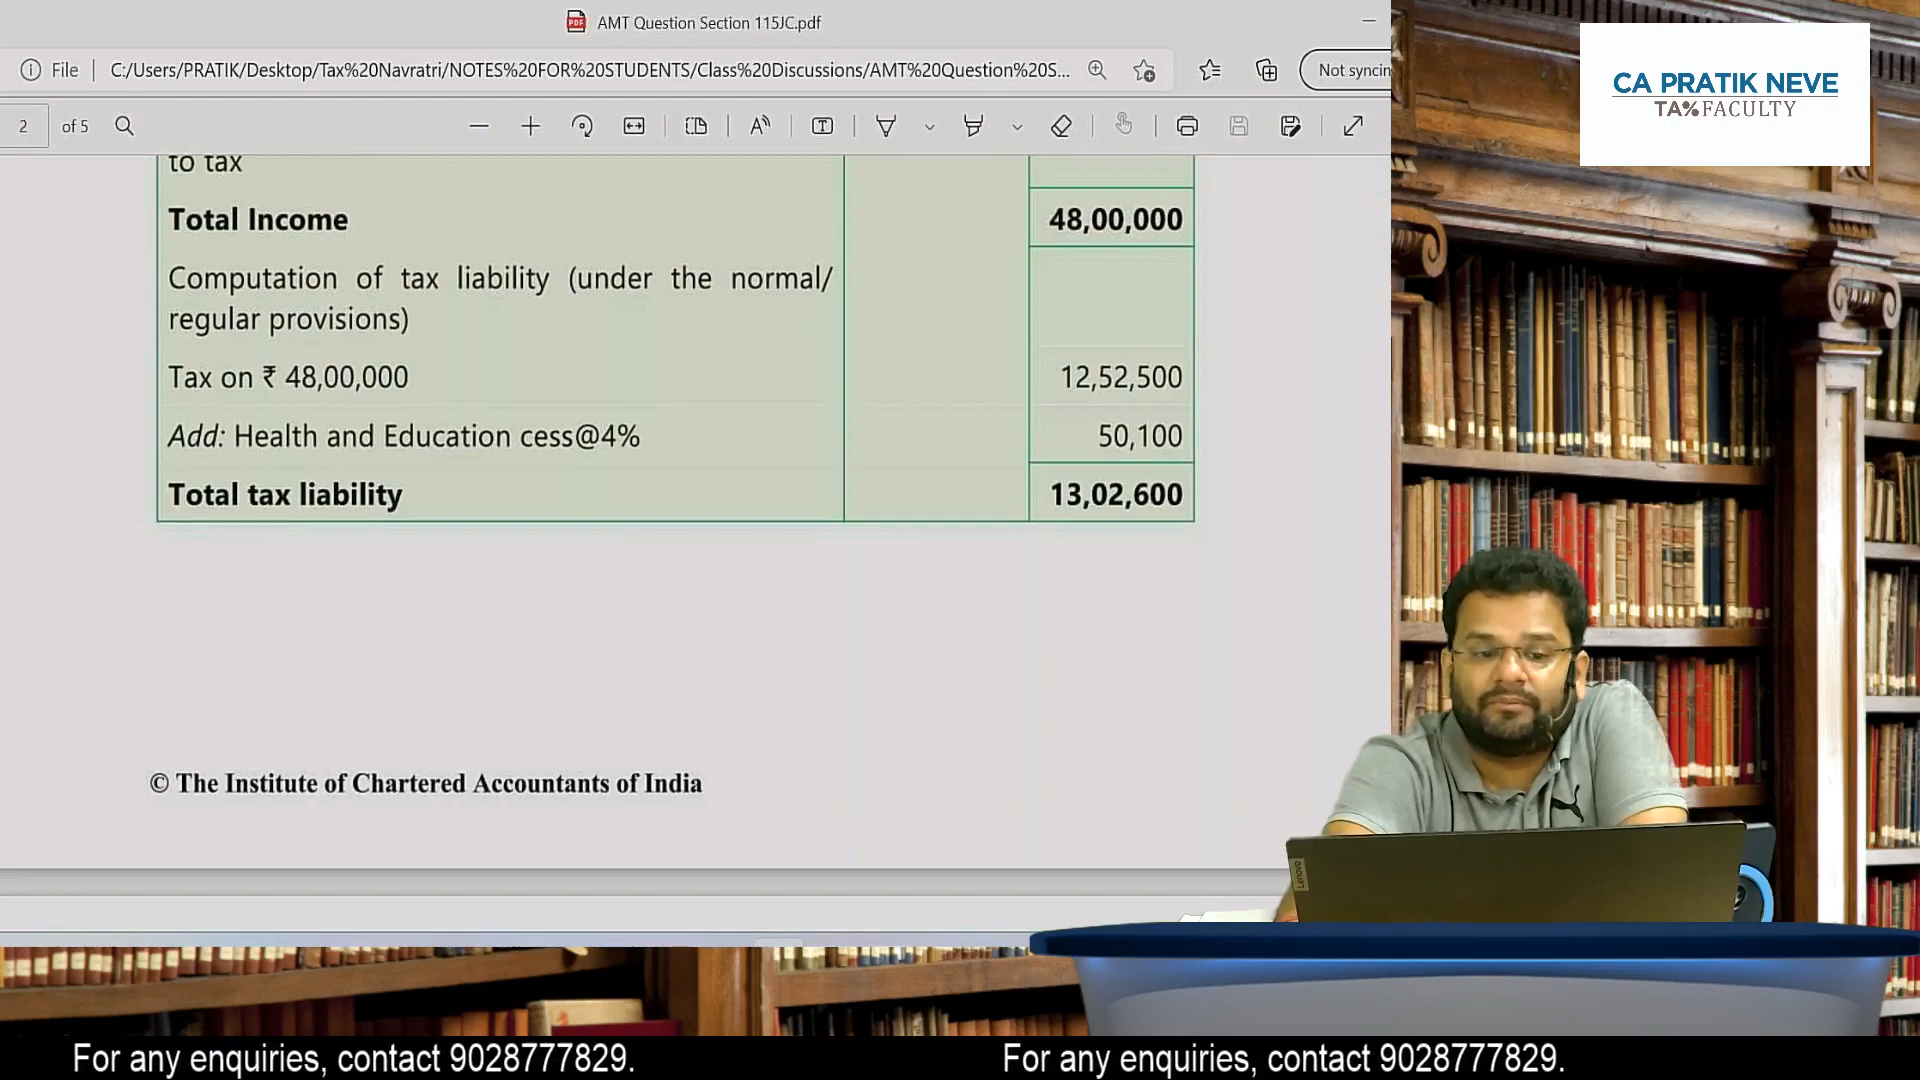 AMT Question Section 115JC.pdf
File
C:/Users/PRATIK/Desktop/Tax%20Navratri/NOTES%20FOR%20STUDENTS/Class%20Discussions/AMT%20Question%20S...
Not syncin
2 of 5
to tax
Total Income 48,00,000
Computation of tax liability (under the normal/
regular provisions)
Tax on ₹ 48,00,000 12,52,500
Add: Health and Education cess@4% 50,100
Total tax liability 13,02,600
© The Institute of Chartered Accountants of India
CA PRATIK NEVE
TA%FACULTY
Lenovo
For any enquiries, contact 9028777829.
For any enquiries, contact 9028777829.